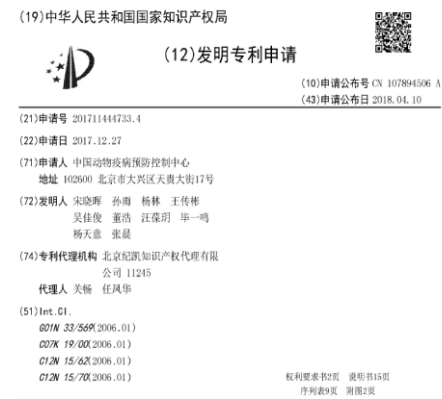 (19)中华人民共和国国家知识产权局
(12)发明专利申请
(10)申请公布号 CN 107894506 A
(43)申请公布日 2018.04.10
(21)申请号 201711444733.4
(22)申请日 2017.12.27
(71)申请人 中国动物疫病预防控制中心
地址 102600 北京市大兴区天贵大街17号
(72)发明人 宋晓晖 孙雨 杨林 王传彬
吴佳俊 董浩 汪葆玥 毕一鸣
杨天意 张晨
(74)专利代理机构 北京纪凯知识产权代理有限
公司 11245
代理人 关畅 任凤华
(51)Int.Cl.
G01N 33/569(2006.01)
C07K 19/00(2006.01)
C12N 15/62(2006.01)
C12N 15/70(2006.01)
权利要求书2页 说明书15页
序列表9页 附图2页